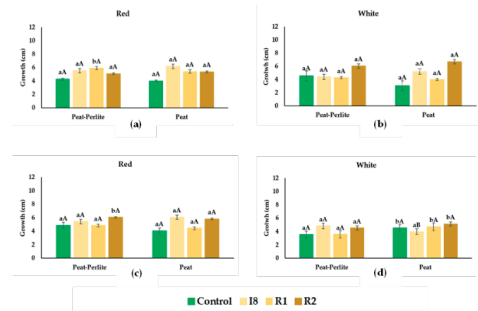 Red
12
10
8
6
4
2
0
Growth (cm)
aA aA bA aA aA aA aA aA
Peat-Perlite Peat
(a)
White
12
10
8
6
4
2
0
aA aA aA aA aA aA aA aA
Peat-Perlite Peat
(b)
Red
12
10
8
6
4
2
0
Growth (cm)
aA aA aA bA aA aA aA aA
Peat-Perlite Peat
(c)
White
12
10
8
6
4
2
0
aA aA aA aA bA aB bA bA
Peat-Perlite Peat
(d)
Control I8 R1 R2